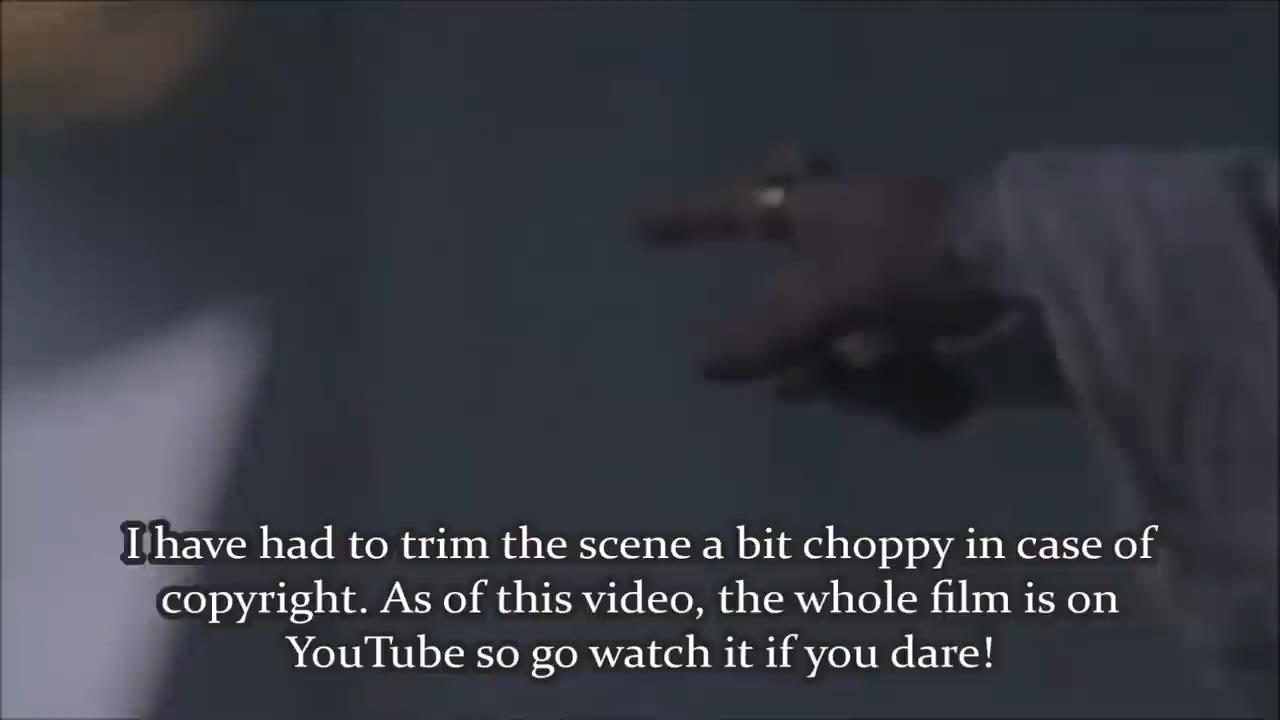 I have had to trim the scene a bit choppy in case of
copyright. As of this video, the whole film is on
YouTube so go watch it if you dare!